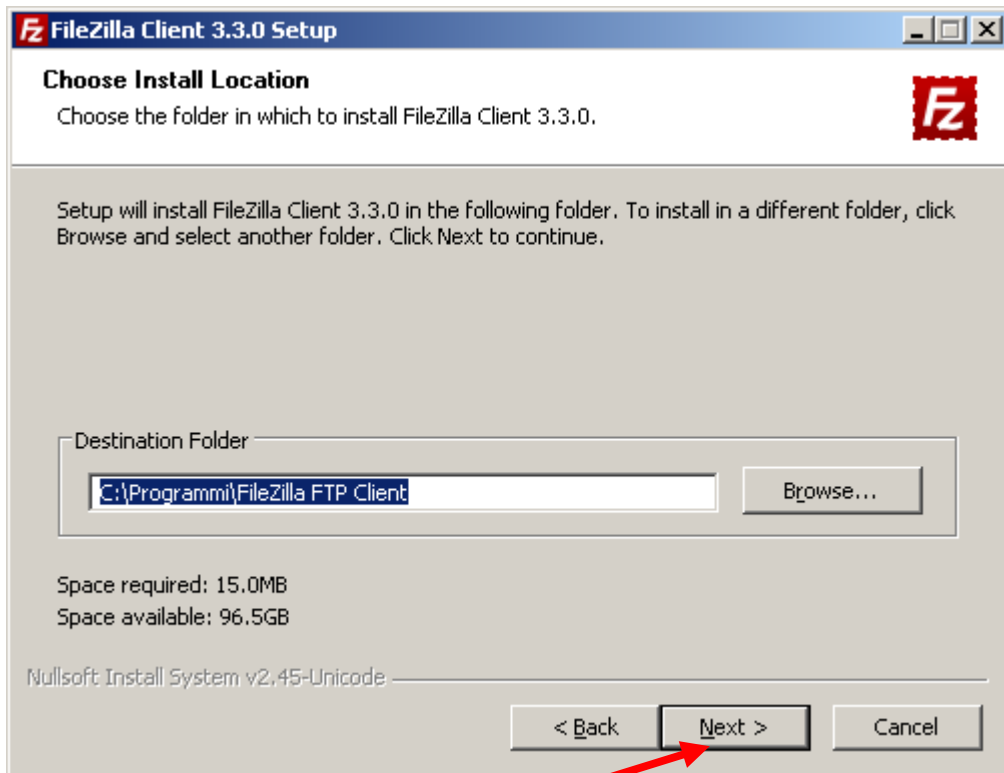 Fz FileZilla Client 3.3.0 Setup
Choose Install Location
Choose the folder in which to install FileZilla Client 3.3.0.
Fz
Setup will install FileZilla Client 3.3.0 in the following folder. To install in a different folder, click
Browse and select another folder. Click Next to continue.
Destination Folder
C:\Programmi\FileZilla FTP Client
Browse...
Space required: 15.0MB
Space available: 96.5GB
Nullsoft Install System v2.45-Unicode
< Back Next > Cancel